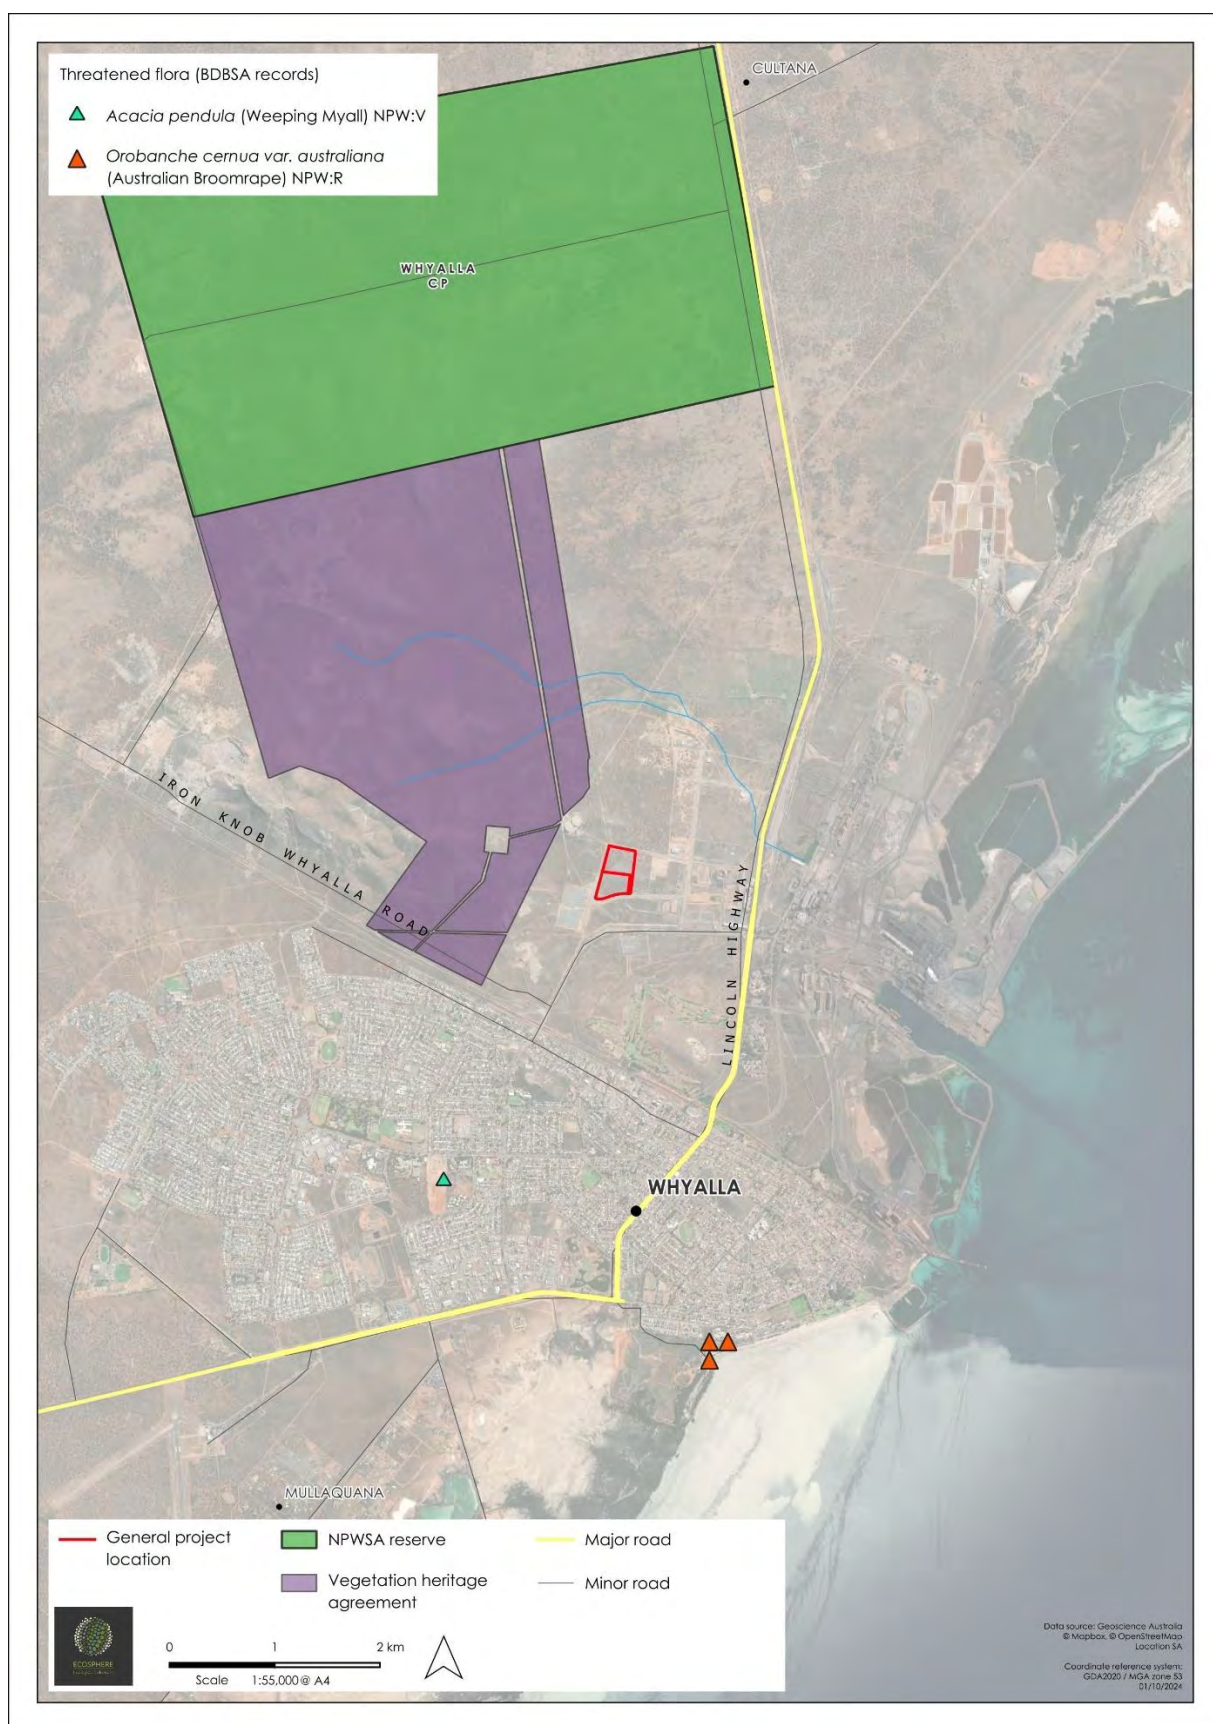 Threatened flora (BDBSA records)
Acacia pendula (Weeping Myall) NPW:V
Orobanche cernua var. australiana
(Australian Broomrape) NPW:R
CULTANA
WHYALLA
CP
IRON KNOB WHYALLA ROAD
LINCOLN HIGHWAY
WHYALLA
MULLAQUANA
General project
location
NPWSA reserve
Vegetation heritage
agreement
Major road
Minor road
ECOSPHERE
0 1 2 km
Scale 1:55,000 @ A4
Data source: Geoscience Australia
© Mapbox, © OpenStreetMap
Location SA
Coordinate reference system:
GDA2020 / MGA zone 53
01/10/2024